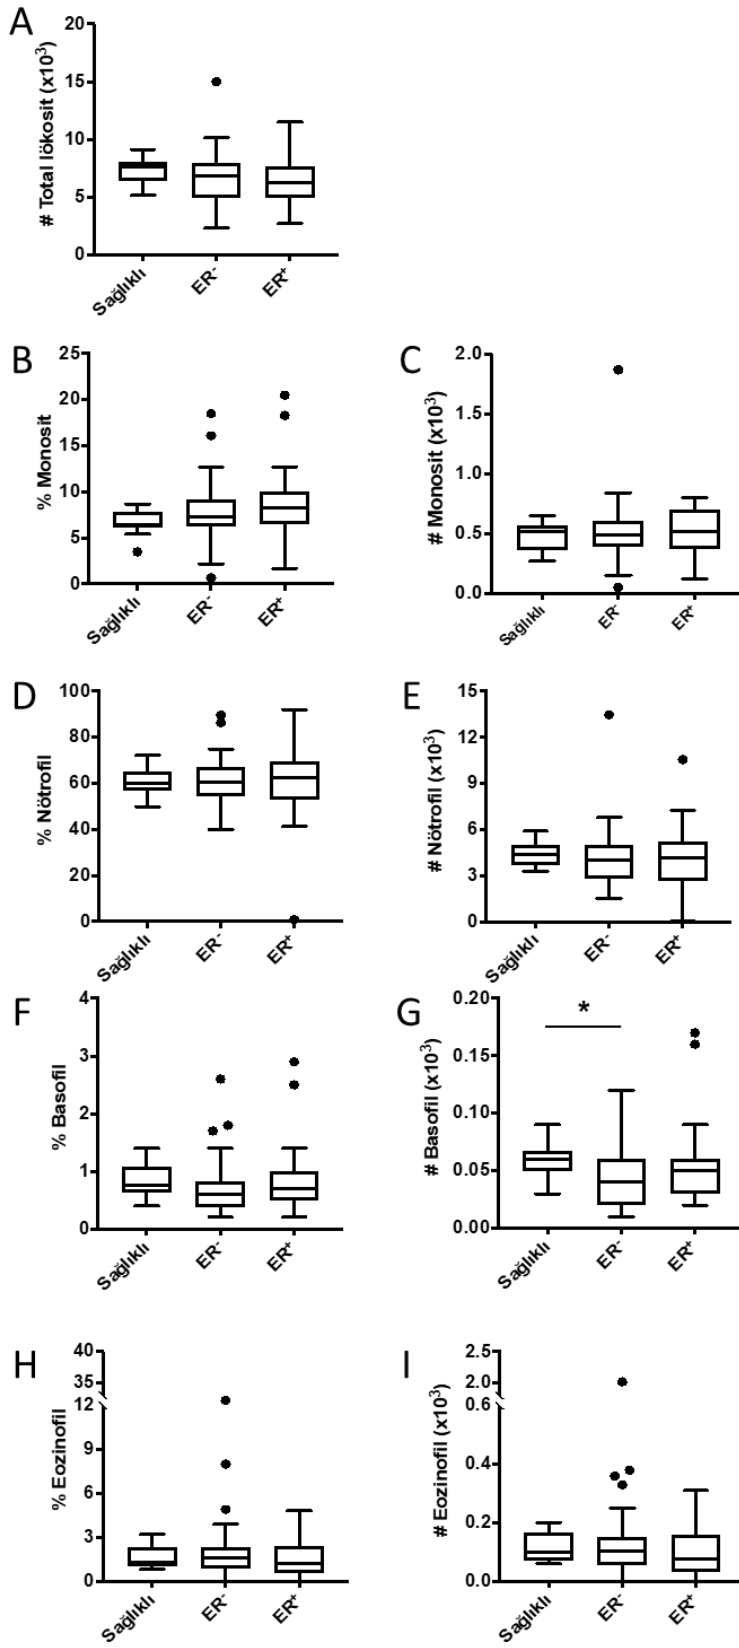 A
# Total lökosit (x10³)
20
15
10
5
0
Sağlıklı
ER⁻
ER⁺
B
% Monosit
25
20
15
10
5
0
Sağlıklı
ER⁻
ER⁺
C
# Monosit (x10³)
2.0
1.5
1.0
0.5
0.0
Sağlıklı
ER⁻
ER⁺
D
% Nötrofil
100
80
60
40
20
0
Sağlıklı
ER⁻
ER⁺
E
# Nötrofil (x10³)
15
12
9
6
3
0
Sağlıklı
ER⁻
ER⁺
F
% Basofil
4
3
2
1
0
Sağlıklı
ER⁻
ER⁺
G
# Basofil (x10³)
0.20
0.15
0.10
0.05
0.00
*
Sağlıklı
ER⁻
ER⁺
H
% Eozinofil
40
35
12
9
6
3
0
Sağlıklı
ER⁻
ER⁺
I
# Eozinofil (x10³)
2.5
2.0
0.6
0.4
0.2
0.0
Sağlıklı
ER⁻
ER⁺